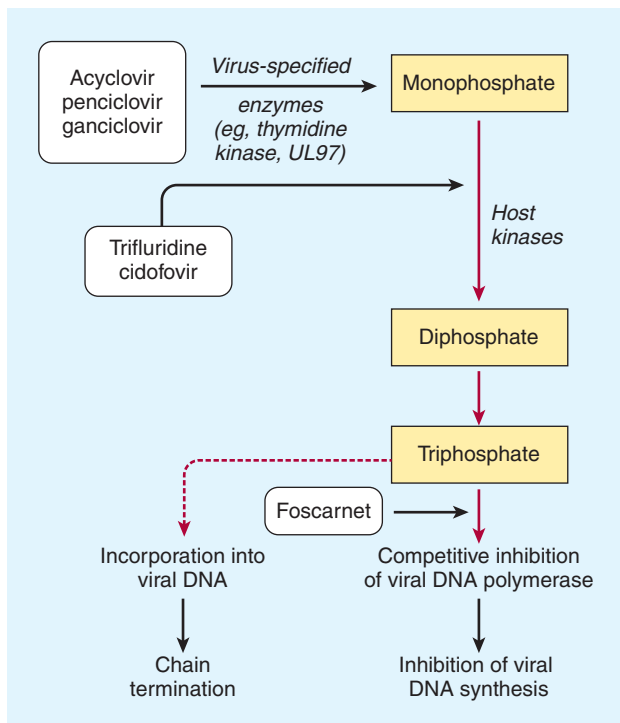 Acyclovir
penciclovir
ganciclovir
Virus-specified
enzymes
(eg, thymidine
kinase, UL97)
Monophosphate
Trifluridine
cidofovir
Host
kinases
Diphosphate
Triphosphate
Foscarnet
Incorporation into
viral DNA
Competitive inhibition
of viral DNA polymerase
Chain
termination
Inhibition of viral
DNA synthesis